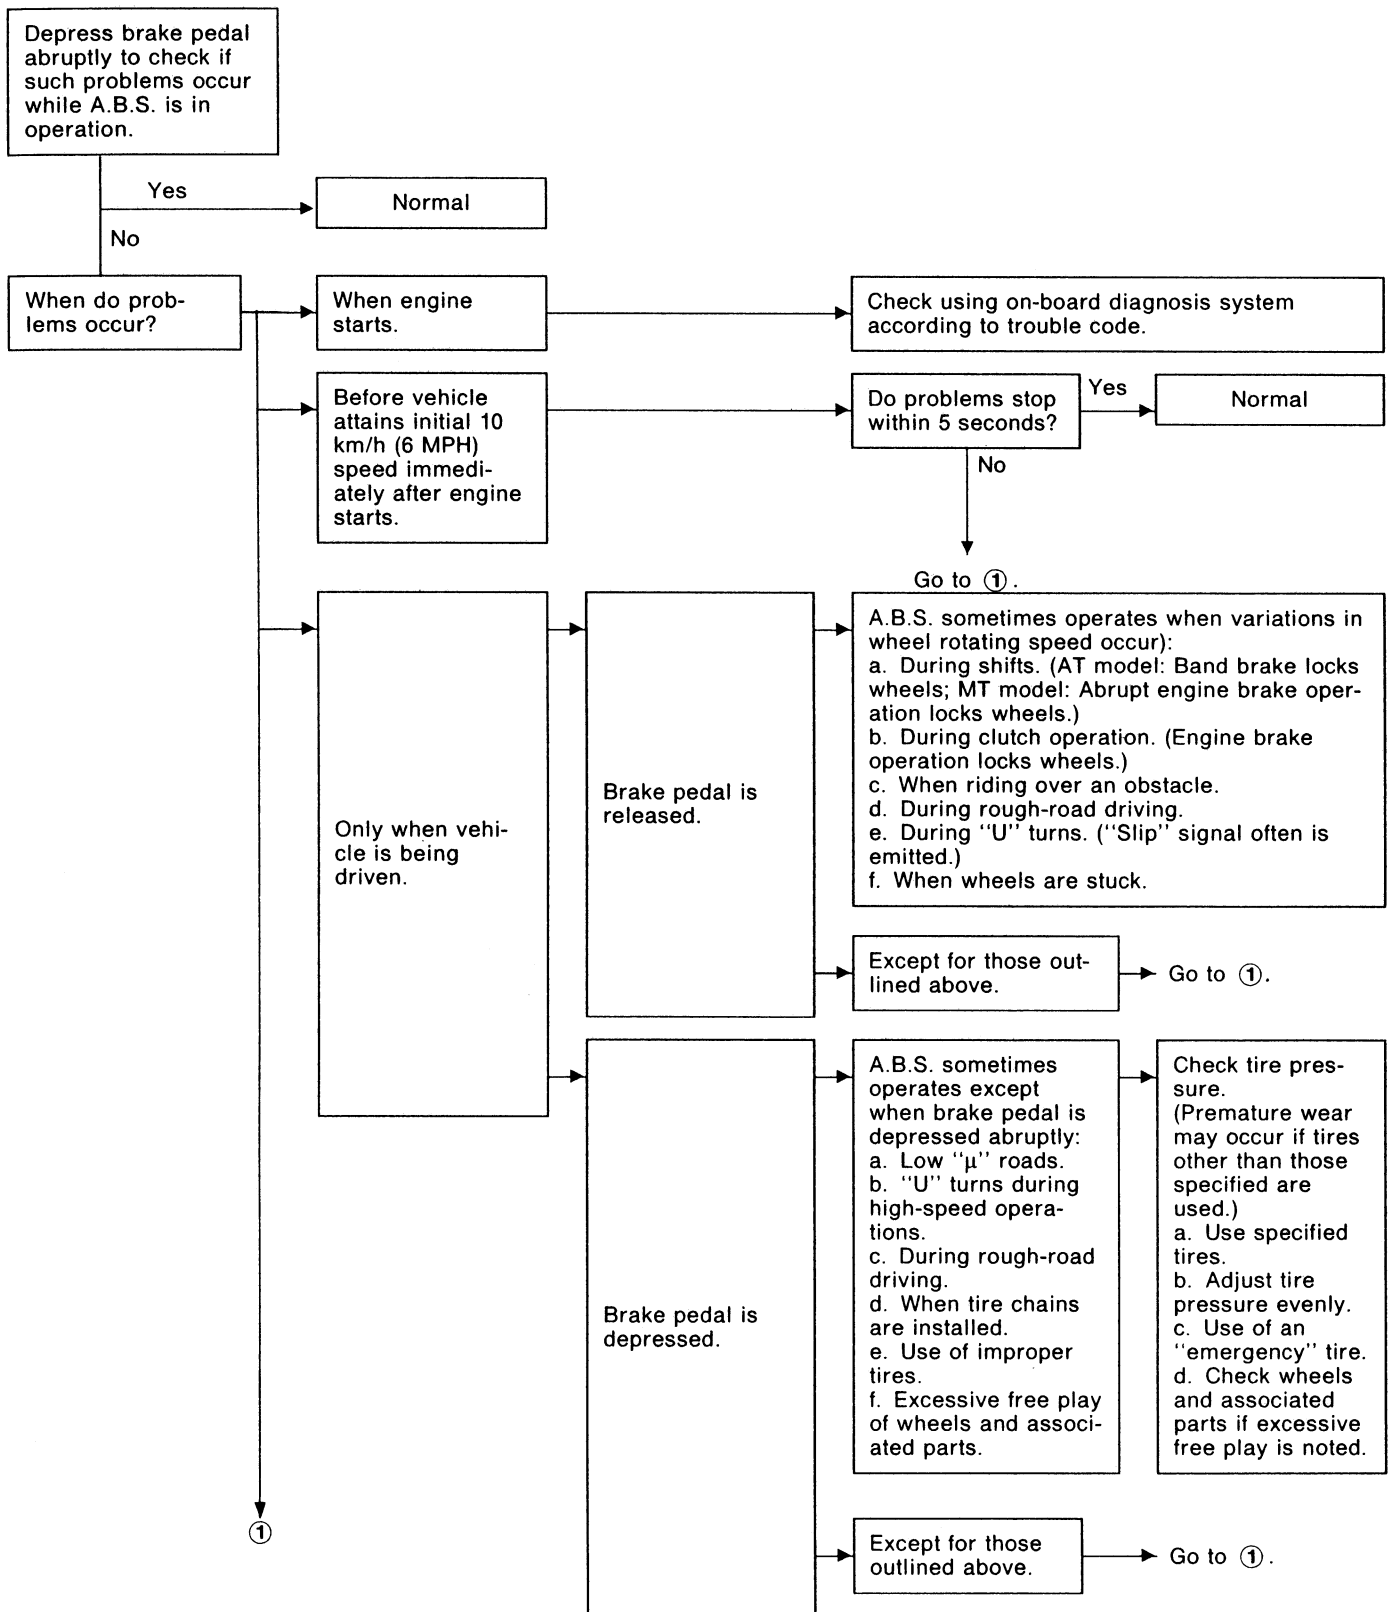 Depress brake pedal
abruptly to check if
such problems occur
while A.B.S. is in
operation.
Yes
Normal
No
When do prob-
lems occur?
When engine
starts.
Check using on-board diagnosis system
according to trouble code.
Before vehicle
attains initial 10
km/h (6 MPH)
speed immedi-
ately after engine
starts.
Do problems stop
within 5 seconds?
Yes
Normal
No
Go to ①.
Only when vehi-
cle is being
driven.
Brake pedal is
released.
A.B.S. sometimes operates when variations in
wheel rotating speed occur):
a. During shifts. (AT model: Band brake locks
wheels; MT model: Abrupt engine brake oper-
ation locks wheels.)
b. During clutch operation. (Engine brake
operation locks wheels.)
c. When riding over an obstacle.
d. During rough-road driving.
e. During "U" turns. ("Slip" signal often is
emitted.)
f. When wheels are stuck.
Except for those out-
lined above.
Go to ①.
Brake pedal is
depressed.
A.B.S. sometimes
operates except
when brake pedal is
depressed abruptly:
a. Low "μ" roads.
b. "U" turns during
high-speed opera-
tions.
c. During rough-road
driving.
d. When tire chains
are installed.
e. Use of improper
tires.
f. Excessive free play
of wheels and associ-
ated parts.
Check tire pres-
sure.
(Premature wear
may occur if tires
other than those
specified are
used.)
a. Use specified
tires.
b. Adjust tire
pressure evenly.
c. Use of an
"emergency" tire.
d. Check wheels
and associated
parts if excessive
free play is noted.
Except for those
outlined above.
Go to ①.
①